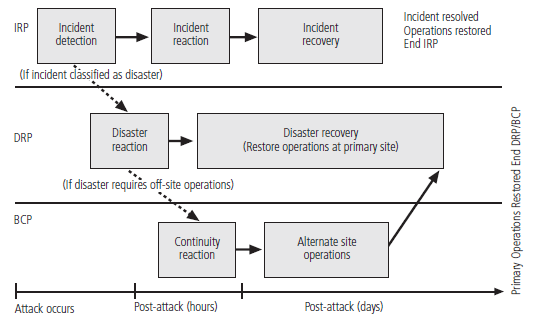 IRP
Incident
detection
Incident
reaction
Incident
recovery
Incident resolved
Operations restored
End IRP
(If incident classified as disaster)
DRP
Disaster
reaction
Disaster recovery
(Restore operations at primary site)
(If disaster requires off-site operations)
BCP
Continuity
reaction
Alternate site
operations
Primary Operations Restored End DRP/BCP
Attack occurs
Post-attack (hours)
Post-attack (days)